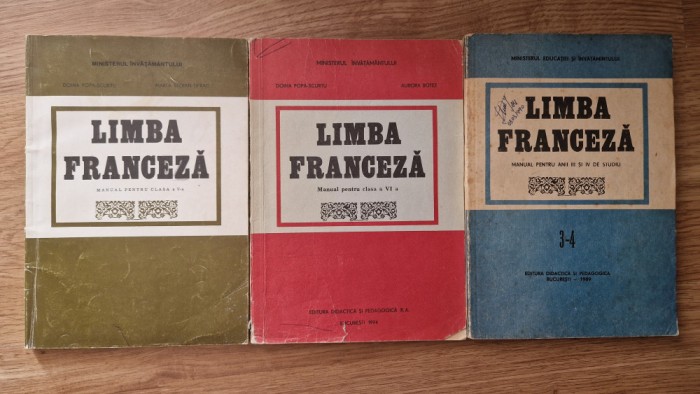 MINISTERUL ÎNVĂŢĂMÂNTULUI
LIMBA
FRANCEZĂ
MANUAL PENTRU CLASA a V-a
MINISTERUL ÎNVĂŢĂMÂNTULUI
DOINA POPA-SCURTU AURORA BOTEZ
LIMBA
FRANCEZĂ
Manual pentru clasa a VI-a
EDITURA DIDACTICĂ ŞI PEDAGOGICĂ R.A.
BUCUREŞTI
MINISTERUL EDUCAŢIEI ŞI ÎNVĂŢĂMÂNTULUI
LIMBA
FRANCEZĂ
MANUAL PENTRU ANII III ŞI IV DE STUDIU
3-4
EDITURA DIDACTICĂ ŞI PEDAGOGICĂ
BUCUREŞTI - 1989